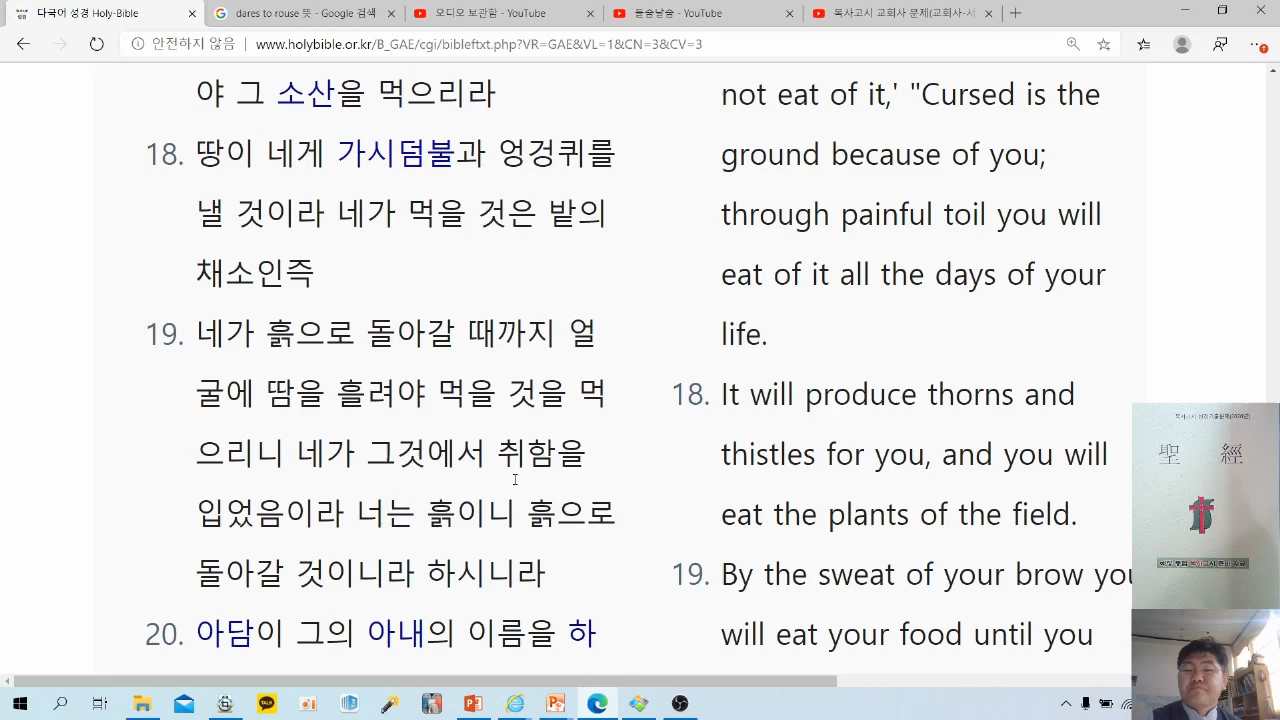 다국어 성경 Holy-Bible
dares to rouse 뜻 - Google 검색
오디오 보관함 - YouTube
들숨날숨 - YouTube
목사고시 교회사 문제(교회사-서
안전하지 않음
www.holybible.or.kr/B_GAE/cgi/bibleftxt.php?VR=GAE&VL=1&CN=3&CV=3
야 그 소산을 먹으리라
18. 땅이 네게 가시덤불과 엉겅퀴를
낼 것이라 네가 먹을 것은 밭의
채소인즉
19. 네가 흙으로 돌아갈 때까지 얼
굴에 땀을 흘려야 먹을 것을 먹
으리니 네가 그것에서 취함을
입었음이라 너는 흙이니 흙으로
돌아갈 것이니라 하시니라
20. 아담이 그의 아내의 이름을 하
not eat of it,' "Cursed is the
ground because of you;
through painful toil you will
eat of it all the days of your
life.
18. It will produce thorns and
thistles for you, and you will
eat the plants of the field.
19. By the sweat of your brow you
will eat your food until you
聖 經
TALK